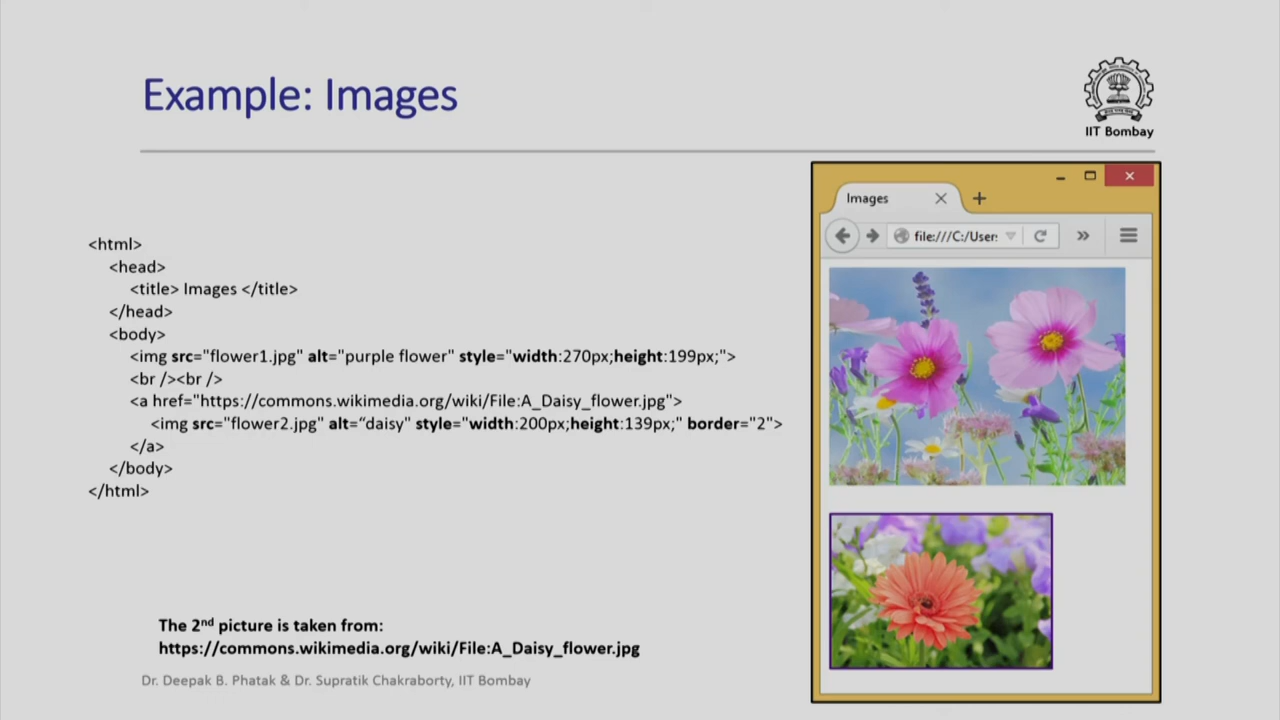 Example: Images
IIT Bombay
<html>
<head>
<title> Images </title>
</head>
<body>
<img src="flower1.jpg" alt="purple flower" style="width:270px;height:199px;">
<br /><br />
<a href="https://commons.wikimedia.org/wiki/File:A_Daisy_flower.jpg">
<img src="flower2.jpg" alt=“daisy" style="width:200px;height:139px;" border="2">
</a>
</body>
</html>
Images
file:///C:/User:
The 2nd picture is taken from:
https://commons.wikimedia.org/wiki/File:A_Daisy_flower.jpg
Dr. Deepak B. Phatak & Dr. Supratik Chakraborty, IIT Bombay